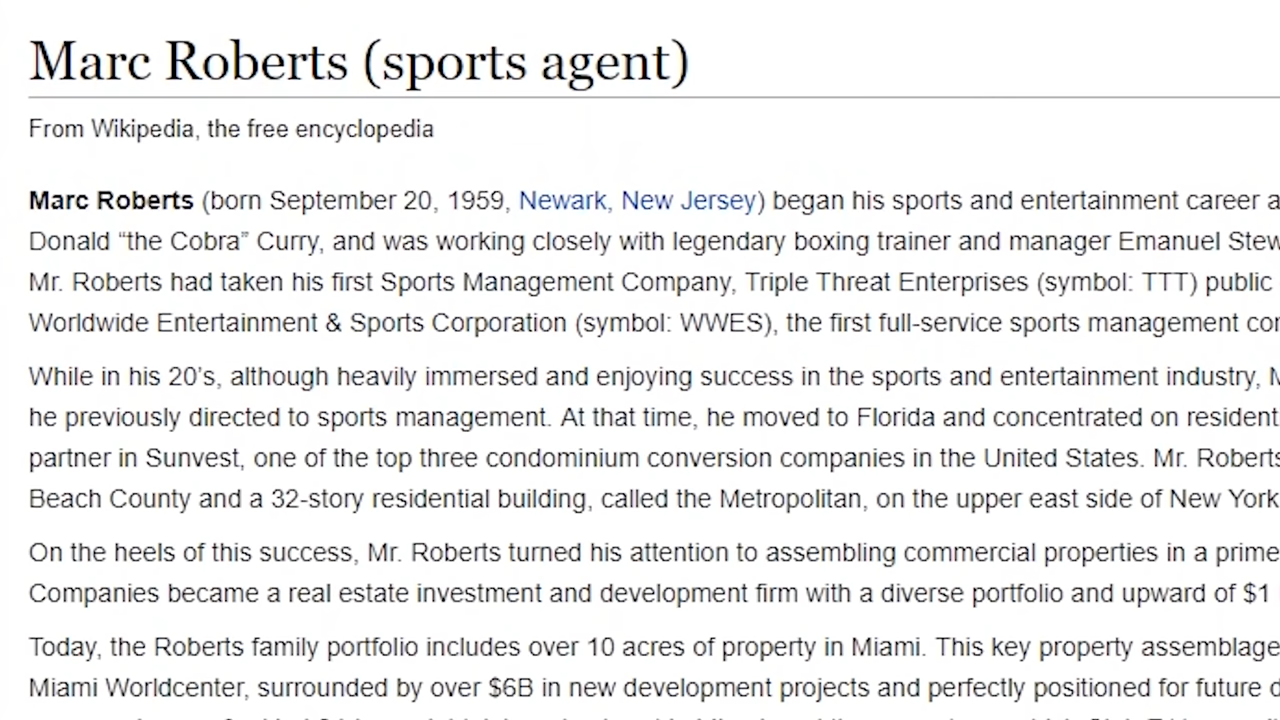 Marc Roberts (sports agent)
From Wikipedia, the free encyclopedia
Marc Roberts (born September 20, 1959, Newark, New Jersey) began his sports and entertainment career a
Donald “the Cobra” Curry, and was working closely with legendary boxing trainer and manager Emanuel Stew
Mr. Roberts had taken his first Sports Management Company, Triple Threat Enterprises (symbol: TTT) public
Worldwide Entertainment & Sports Corporation (symbol: WWES), the first full-service sports management co
While in his 20’s, although heavily immersed and enjoying success in the sports and entertainment industry, M
he previously directed to sports management. At that time, he moved to Florida and concentrated on resident
partner in Sunvest, one of the top three condominium conversion companies in the United States. Mr. Roberts
Beach County and a 32-story residential building, called the Metropolitan, on the upper east side of New York
On the heels of this success, Mr. Roberts turned his attention to assembling commercial properties in a prime
Companies became a real estate investment and development firm with a diverse portfolio and upward of $1
Today, the Roberts family portfolio includes over 10 acres of property in Miami. This key property assemblage
Miami Worldcenter, surrounded by over $6B in new development projects and perfectly positioned for future d